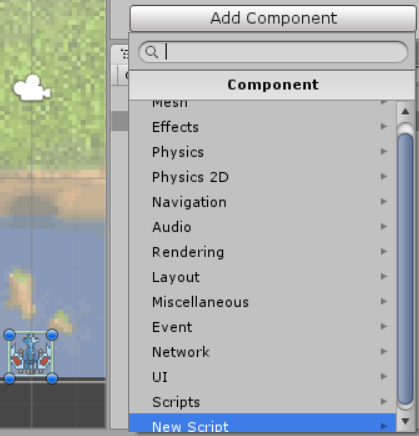 Add Component
Component
Mesh
Effects
Physics
Physics 2D
Navigation
Audio
Rendering
Layout
Miscellaneous
Event
Network
UI
Scripts
New Script